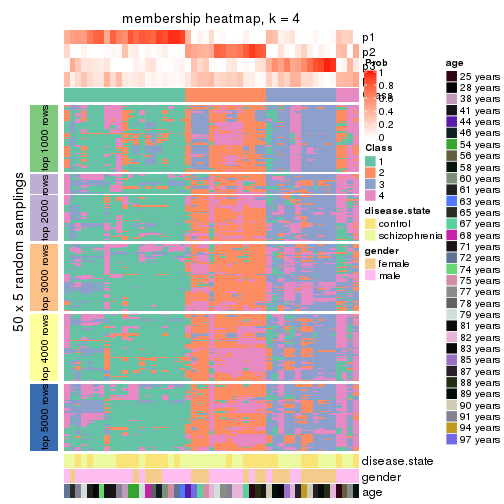 membership heatmap, k = 4
p1
p2
p3
Prob
1
0.8
0.6
0.4
0.2
0
Class
1
2
3
4
disease.state
control
schizophrenia
gender
female
male
age
25 years
28 years
38 years
41 years
44 years
46 years
54 years
56 years
58 years
60 years
61 years
63 years
65 years
67 years
68 years
71 years
72 years
74 years
75 years
77 years
78 years
79 years
81 years
82 years
83 years
85 years
87 years
88 years
89 years
90 years
91 years
94 years
97 years
50 x 5 random samplings
top 1000 rows
top 2000 rows
top 3000 rows
top 4000 rows
top 5000 rows
disease.state
gender
age